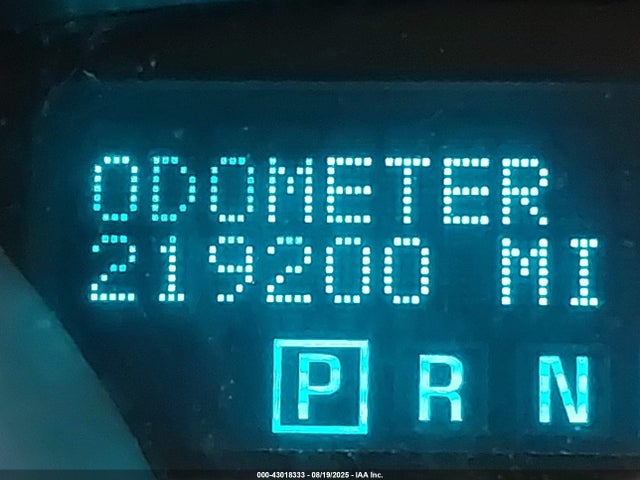 ODOMETER
219200 MI
P R N
000-43018333 - 08/19/2025 - IAA Inc.